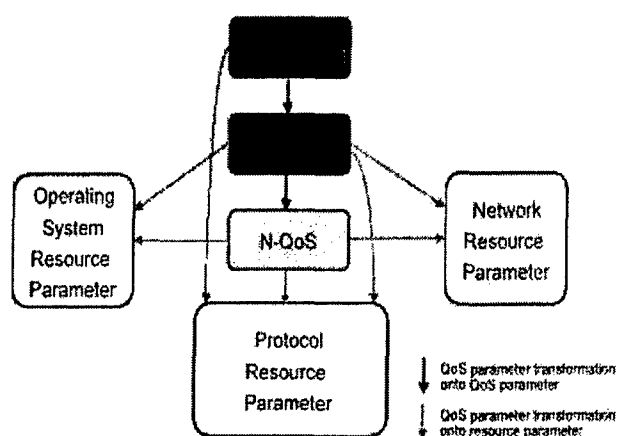 Operating
System
Resource
Parameter
N-QoS
Network
Resource
Parameter
Protocol
Resource
Parameter
QoS parameter transformation
onto QoS parameter
QoS parameter transformation
onto resource parameter